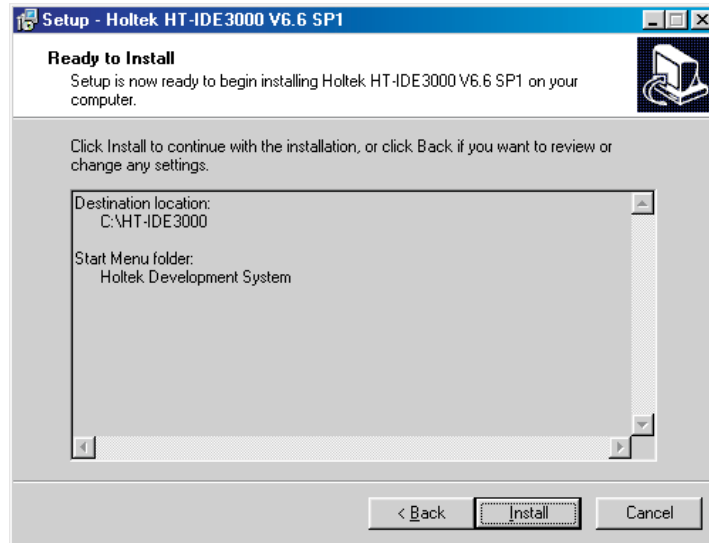 Setup - Holtek HT-IDE3000 V6.6 SP1
Ready to Install
Setup is now ready to begin installing Holtek HT-IDE3000 V6.6 SP1 on your
computer.
Click Install to continue with the installation, or click Back if you want to review or
change any settings.
Destination location:
C:\HT-IDE3000
Start Menu folder:
Holtek Development System
< Back
Install
Cancel